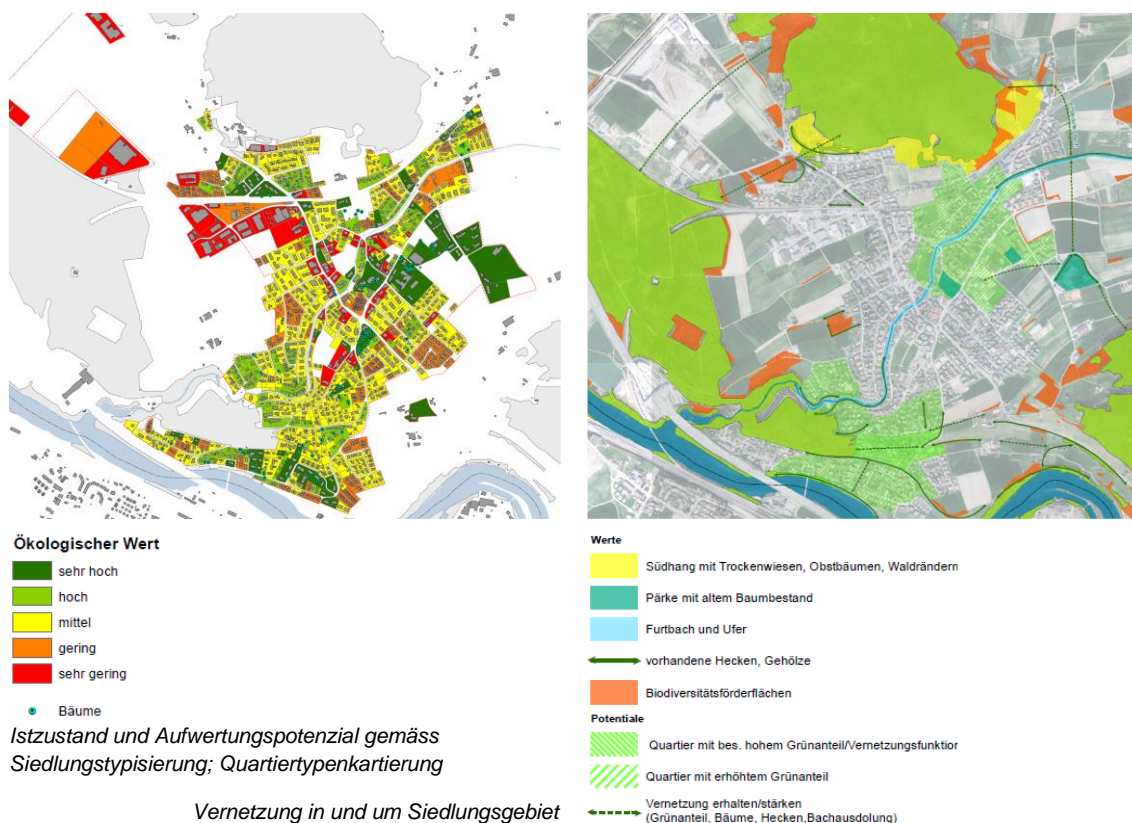 Ökologischer Wert
sehr hoch
hoch
mittel
gering
sehr gering
Bäume
Istzustand und Aufwertungspotenzial gemäss
Siedlungstypisierung; Quartiertypenkartierung
Vernetzung in und um Siedlungsgebiet
Werte
Südhang mit Trockenwiesen, Obstbäumen, Waldrändern
Pärke mit altem Baumbestand
Furtbach und Ufer
vorhandene Hecken, Gehölze
Biodiversitätsförderflächen
Potentiale
Quartier mit bes. hohem Grünanteil/Vernetzungsfunktior
Quartier mit erhöhtem Grünanteil
Vernetzung erhalten/stärken
(Grünanteil, Bäume, Hecken,Bachausdolung)